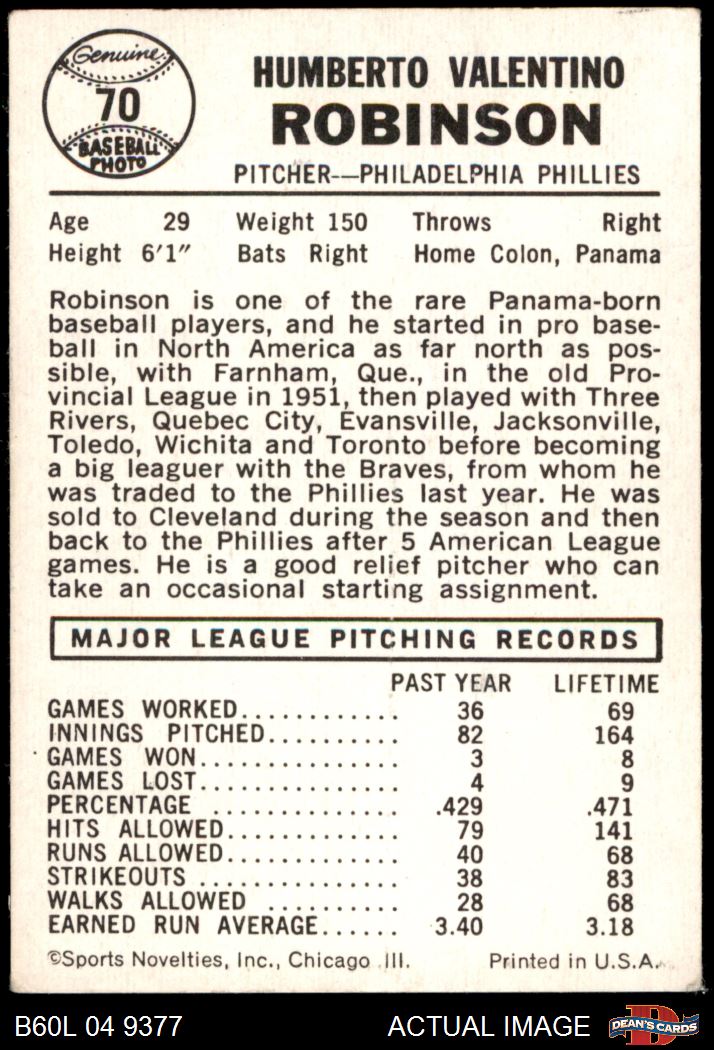 Genuine
70
BASEBALL
PHOTO
HUMBERTO VALENTINO
ROBINSON
PITCHER--PHILADELPHIA PHILLIES
Age 29 Weight 150 Throws Right
Height 6'1" Bats Right Home Colon, Panama
Robinson is one of the rare Panama-born
baseball players, and he started in pro base-
ball in North America as far north as pos-
sible, with Farnham, Que., in the old Pro-
vincial League in 1951, then played with Three
Rivers, Quebec City, Evansville, Jacksonville,
Toledo, Wichita and Toronto before becoming
a big leaguer with the Braves, from whom he
was traded to the Phillies last year. He was
sold to Cleveland during the season and then
back to the Phillies after 5 American League
games. He is a good relief pitcher who can
take an occasional starting assignment.
MAJOR LEAGUE PITCHING RECORDS
PAST YEAR LIFETIME
GAMES WORKED............ 36 69
INNINGS PITCHED.......... 82 164
GAMES WON.............. 3 8
GAMES LOST.............. 4 9
PERCENTAGE ............. .429 .471
HITS ALLOWED............ 79 141
RUNS ALLOWED............ 40 68
STRIKEOUTS .............. 38 83
WALKS ALLOWED .......... 28 68
EARNED RUN AVERAGE...... 3.40 3.18
©Sports Novelties, Inc., Chicago Ill. Printed in U.S.A.
B60L 04 9377 ACTUAL IMAGE
D
DEAN'S CARDS